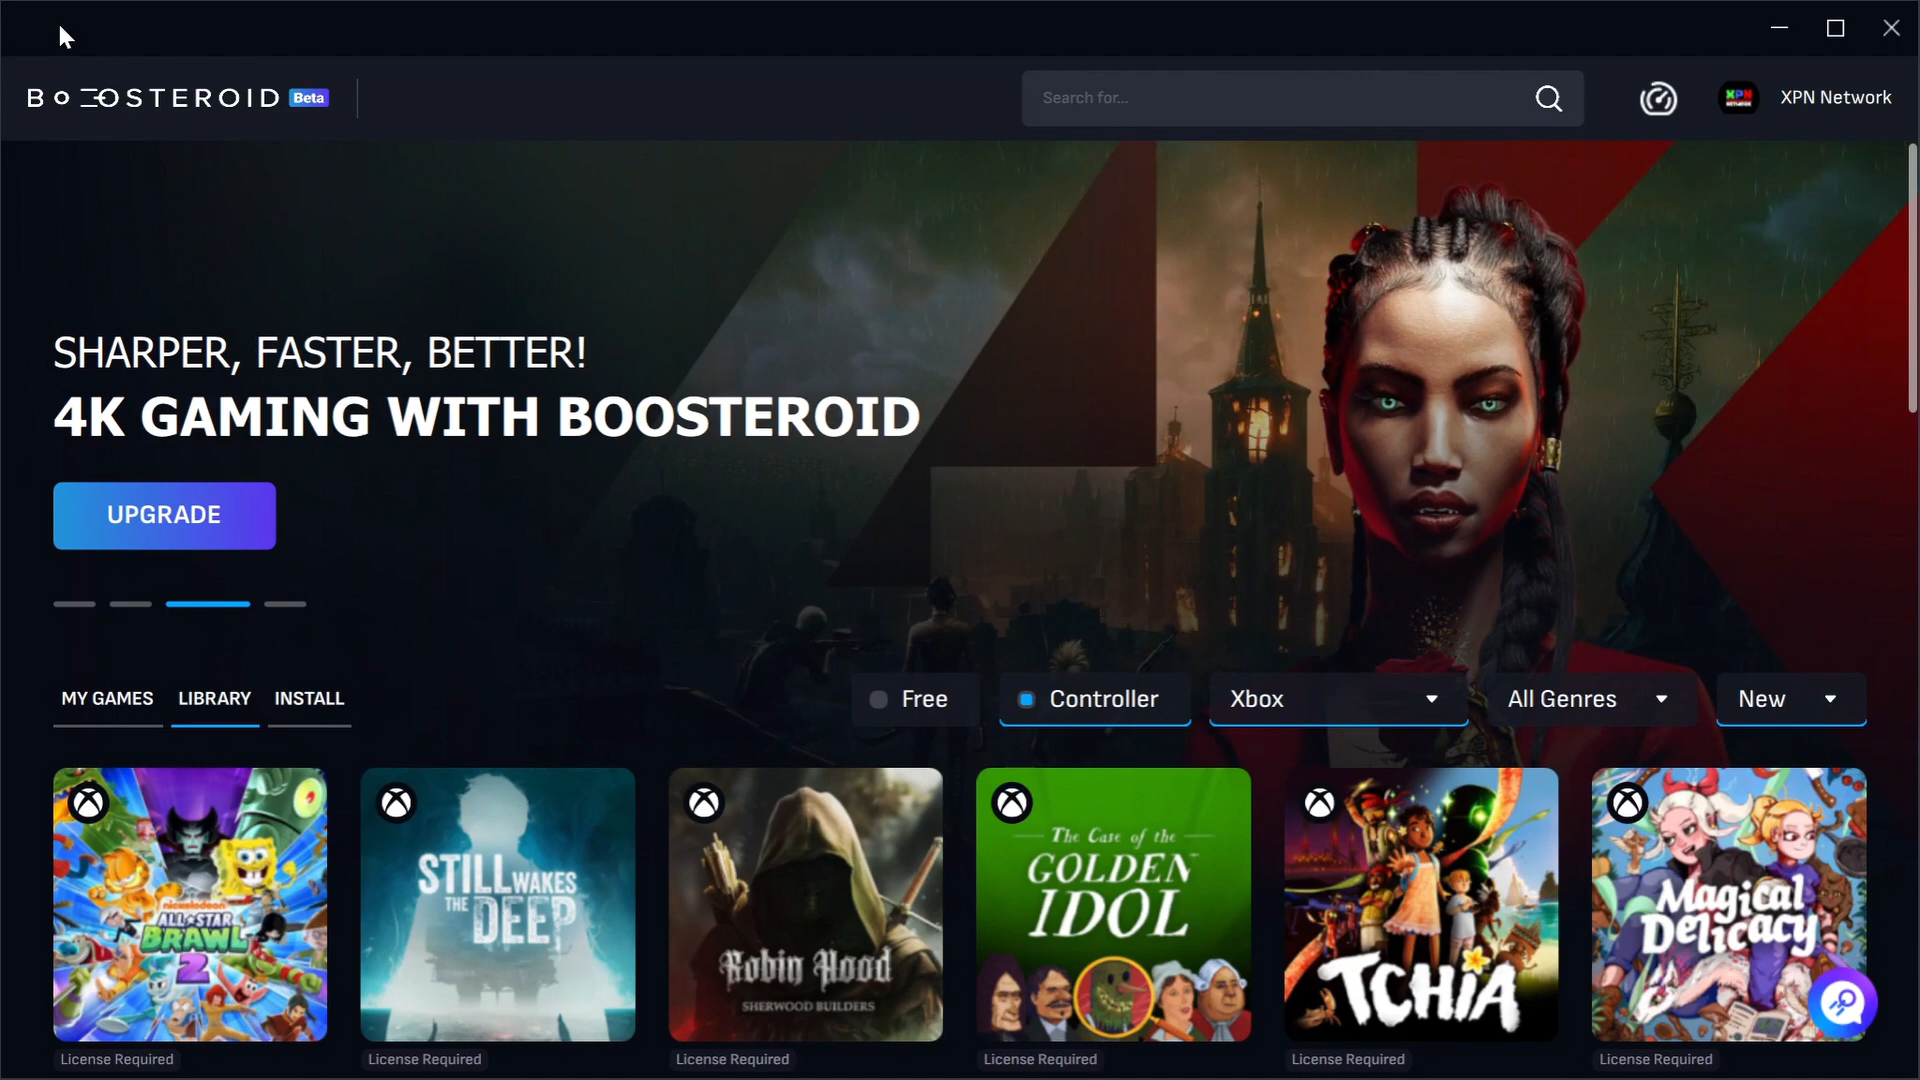 BOOSTEROID Beta
Search for...
XPN
NETWORK
XPN Network
SHARPER, FASTER, BETTER!
4K GAMING WITH BOOSTEROID
UPGRADE
MY GAMES LIBRARY INSTALL
Free Controller Xbox All Genres New
nickelodeon
ALL★STAR
BRAWL
2
STILL WAKES
THE DEEP
Robin Hood
SHERWOOD BUILDERS
The Case of the
GOLDEN
IDOL
TCHIA
Magical
Delicacy
License Required License Required License Required License Required License Required License Required